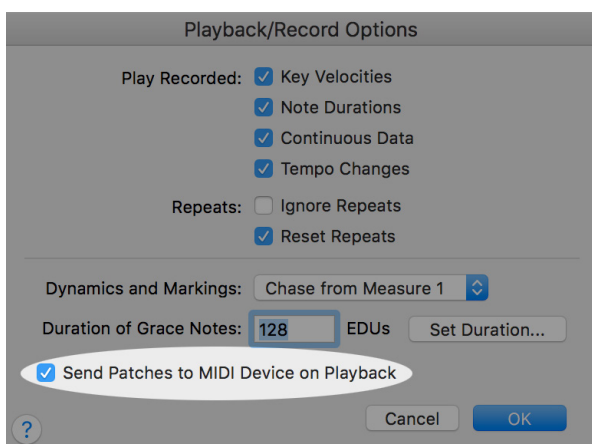 Playback/Record Options
Play Recorded: Key Velocities
Note Durations
Continuous Data
Tempo Changes
Repeats: Ignore Repeats
Reset Repeats
Dynamics and Markings: Chase from Measure 1
Duration of Grace Notes: 128 EDUs Set Duration...
Send Patches to MIDI Device on Playback
? Cancel OK